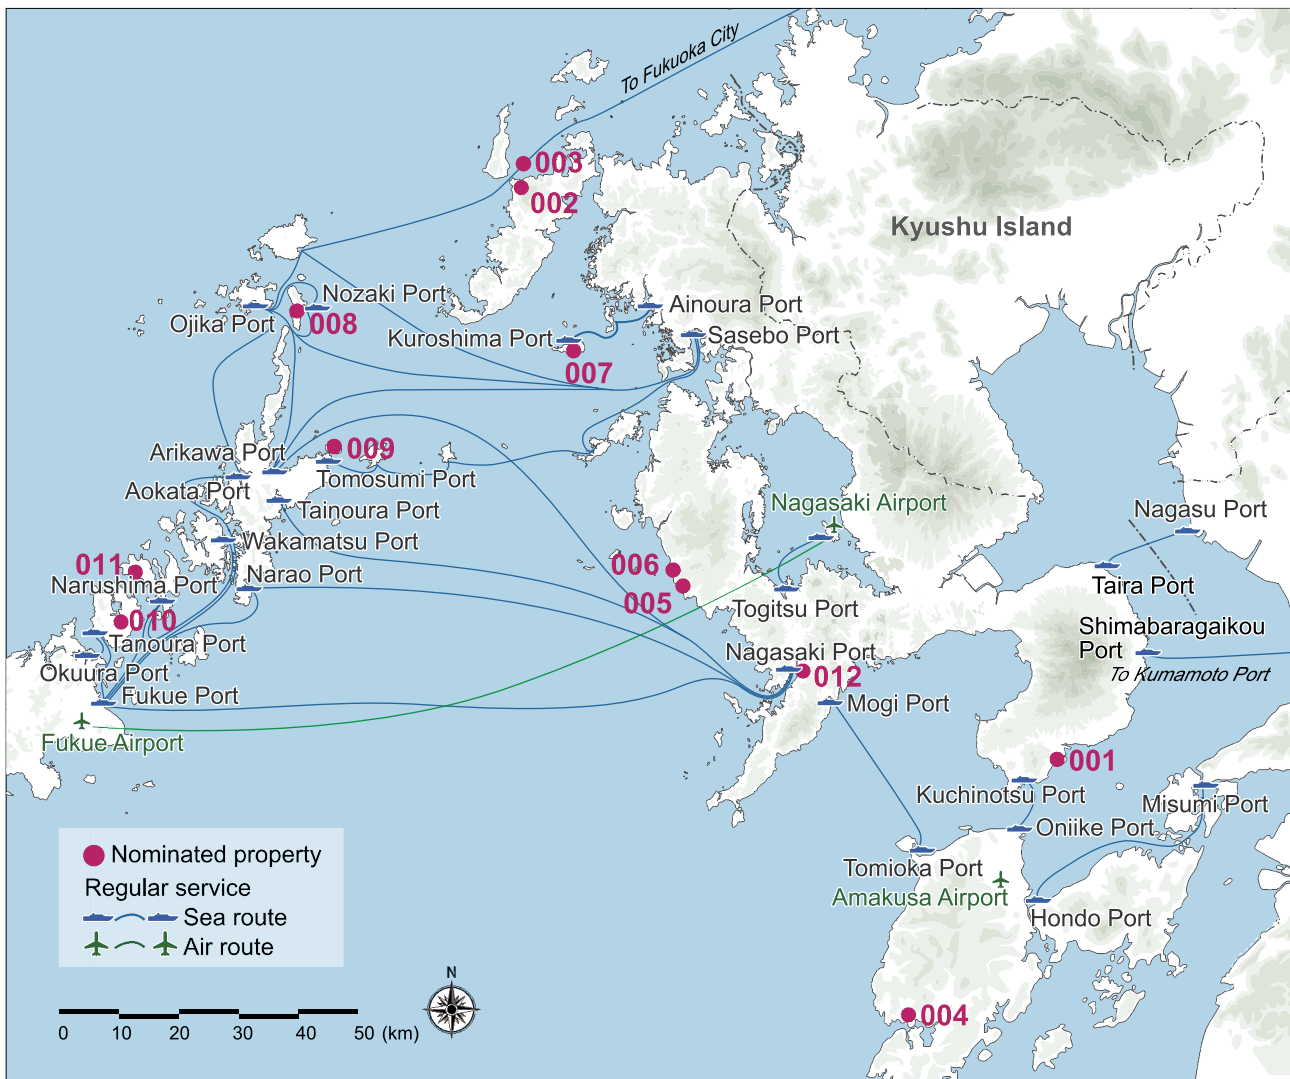 To Fukuoka City
003
002
Kyushu Island
Nozaki Port
Ojika Port
008
Ainoura Port
Kuroshima Port
Sasebo Port
007
Arikawa Port
009
Aokata Port
Tomosumi Port
Tainoura Port
Nagasaki Airport
Nagasu Port
Wakamatsu Port
011
Narushima Port
Narao Port
006
005
Togitsu Port
Taira Port
010
Tanoura Port
Shimabaragaikou
Port
Okuura Port
Nagasaki Port
012
To Kumamoto Port
Fukue Port
Mogi Port
Fukue Airport
001
Kuchinotsu Port
Misumi Port
Oniike Port
Tomioka Port
Amakusa Airport
Hondo Port
004
Nominated property
Regular service
Sea route
Air route
N
0 10 20 30 40 50 (km)